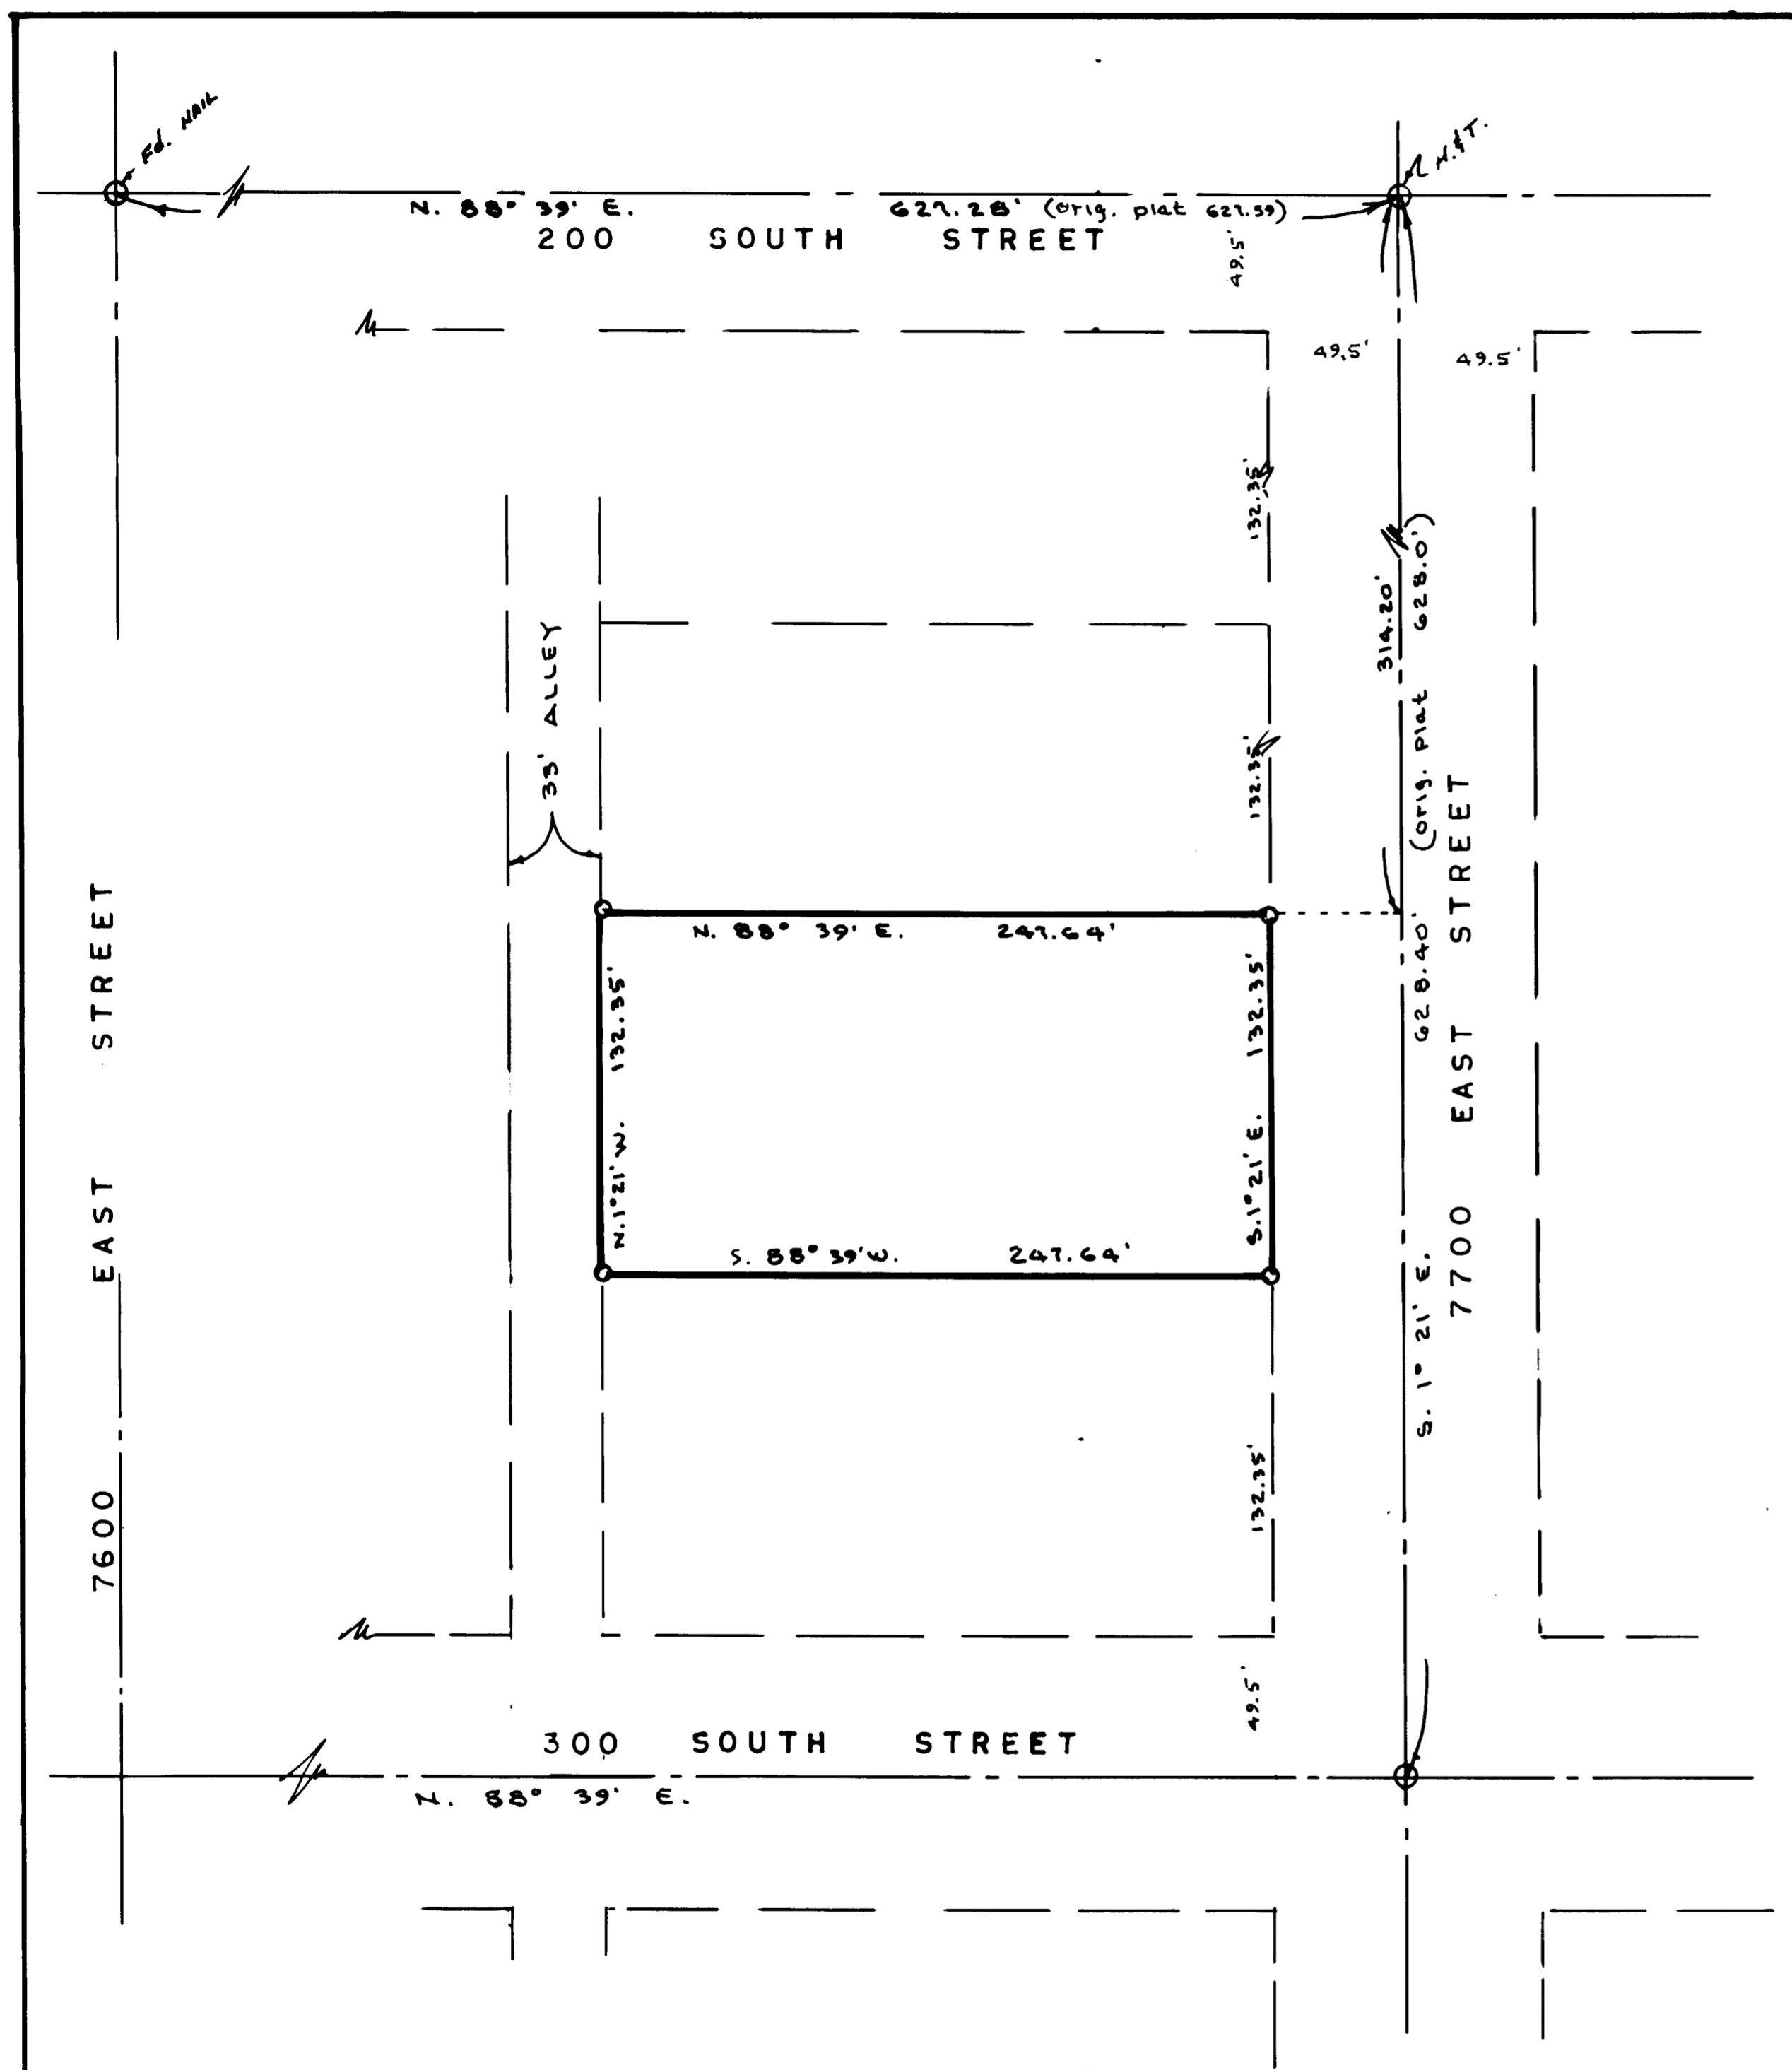 Fd. NAIL
N.&T.
N. 88° 39' E. 627.28' (orig. plat 627.59)
200 SOUTH STREET
49.5'
49.5'
49.5'
132.35'
314.20'
(orig. plat 628.0')
33' ALLEY
132.35'
628.40'
7700 EAST STREET
S. 1° 21' E.
7600 EAST STREET
N. 88° 39' E. 247.64'
N. 1° 21' W. 132.35'
S. 1° 21' E. 132.35'
S. 88° 39' W. 247.64'
132.35'
49.5'
300 SOUTH STREET
N. 88° 39' E.